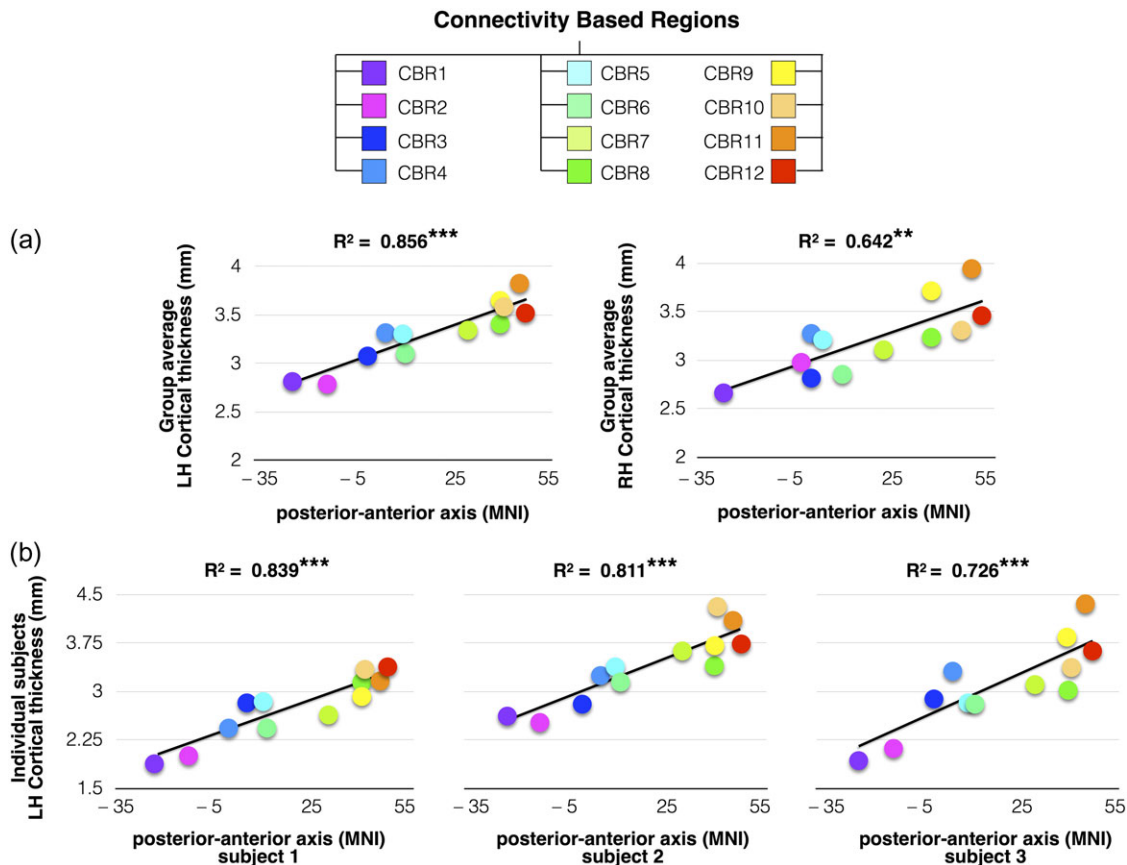 Connectivity Based Regions
CBR1 CBR5 CBR9
CBR2 CBR6 CBR10
CBR3 CBR7 CBR11
CBR4 CBR8 CBR12
(a)
R² = 0.856***
Group average
LH Cortical thickness (mm)
4
3.5
3
2.5
2
– 35 – 5 25 55
posterior-anterior axis (MNI)
R² = 0.642**
Group average
RH Cortical thickness (mm)
4
3.5
3
2.5
2
– 35 – 5 25 55
posterior-anterior axis (MNI)
(b)
Individual subjects
LH Cortical thickness (mm)
R² = 0.839***
4.5
3.75
3
2.25
1.5
– 35 – 5 25 55
posterior-anterior axis (MNI)
subject 1
R² = 0.811***
– 35 – 5 25 55
posterior-anterior axis (MNI)
subject 2
R² = 0.726***
– 35 – 5 25 55
posterior-anterior axis (MNI)
subject 3